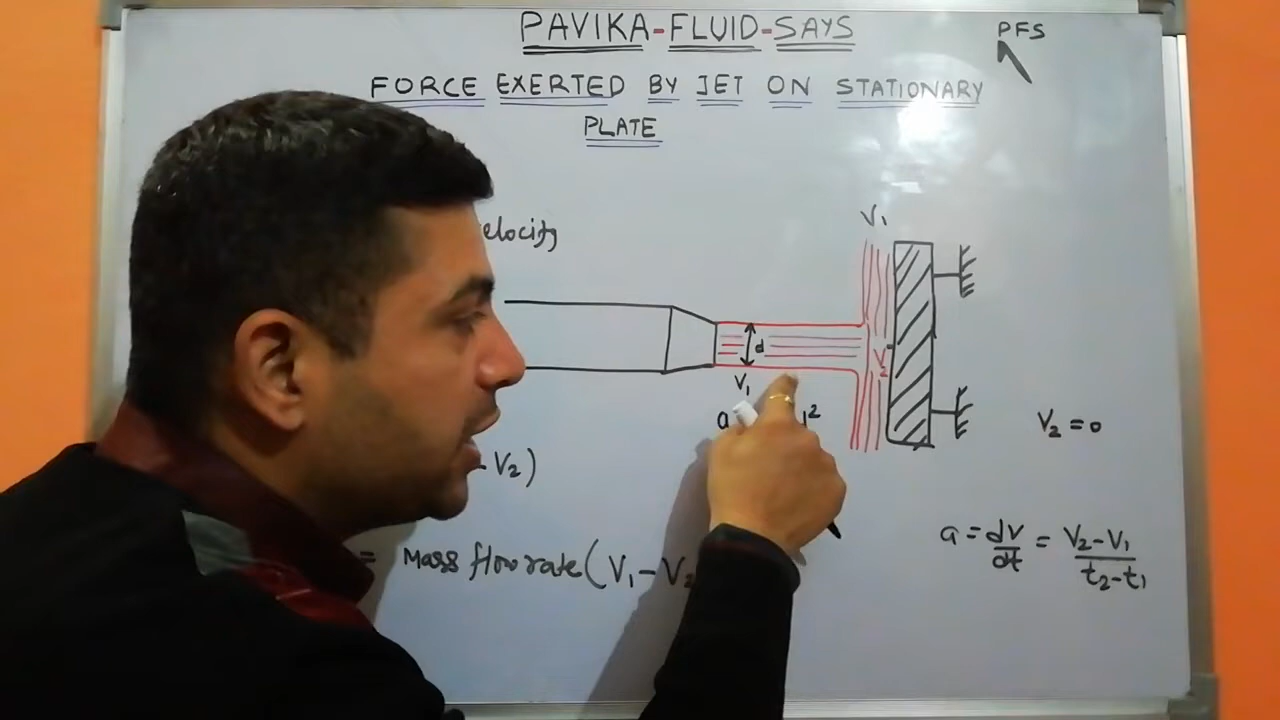 PAVIKA-FLUID-SAYS
PFS
FORCE EXERTED BY JET ON STATIONARY
PLATE
V₁
elocity
d
V₂
V₁
a
²
V₂ = 0
- V₂)
a = dv/dt = V₂-V₁/t₂-t₁
= Mass flow rate (V₁-V₂